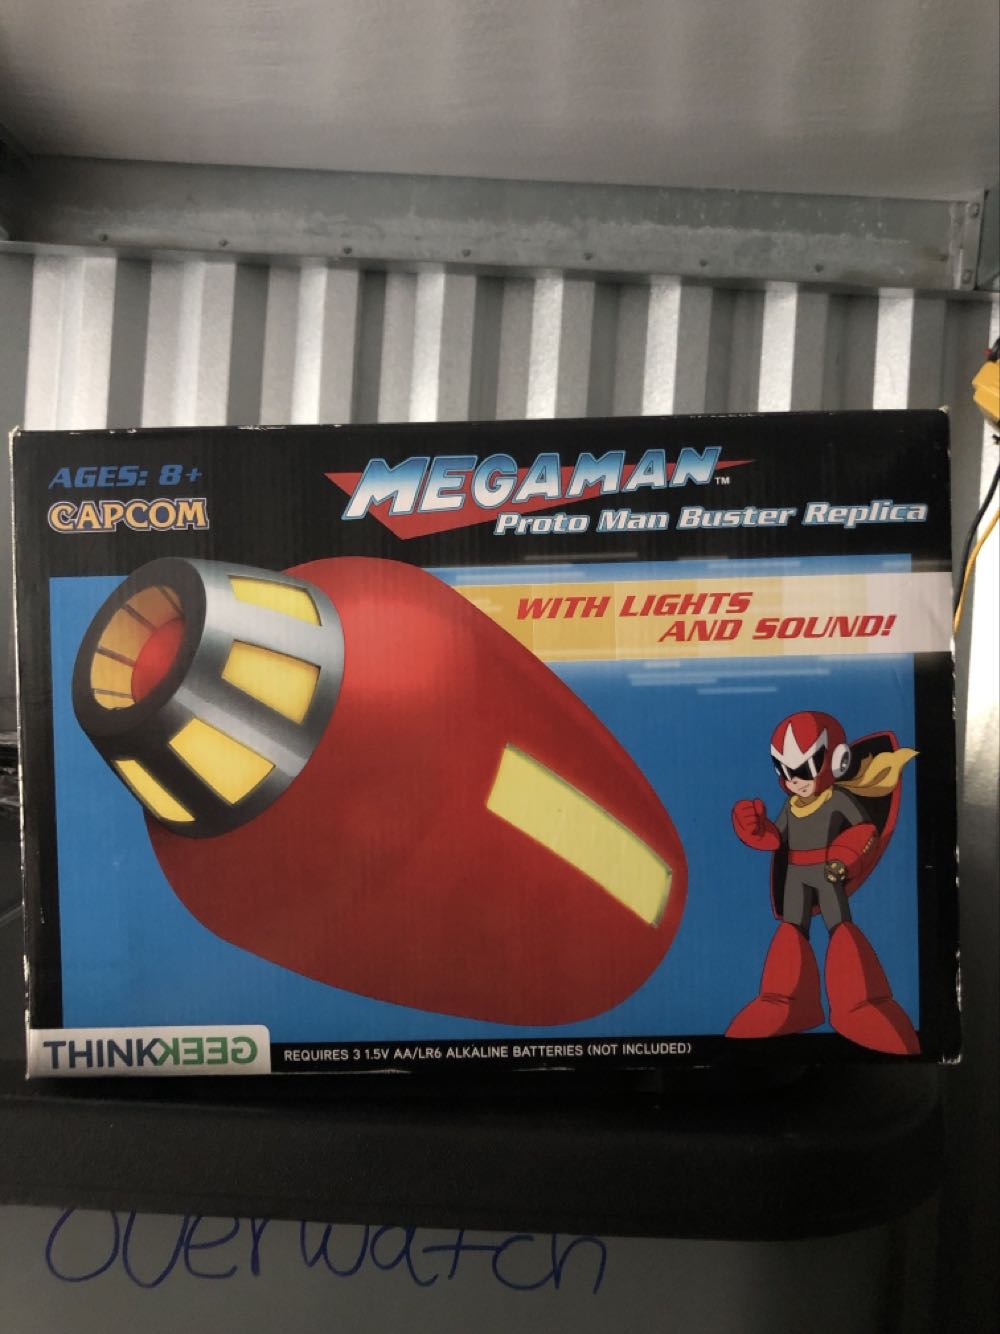 AGES: 8+
CAPCOM
MEGAMAN™
Proto Man Buster Replica
WITH LIGHTS
AND SOUND!
THINKGEEK
REQUIRES 3 1.5V AA/LR6 ALKALINE BATTERIES (NOT INCLUDED)
overwatch